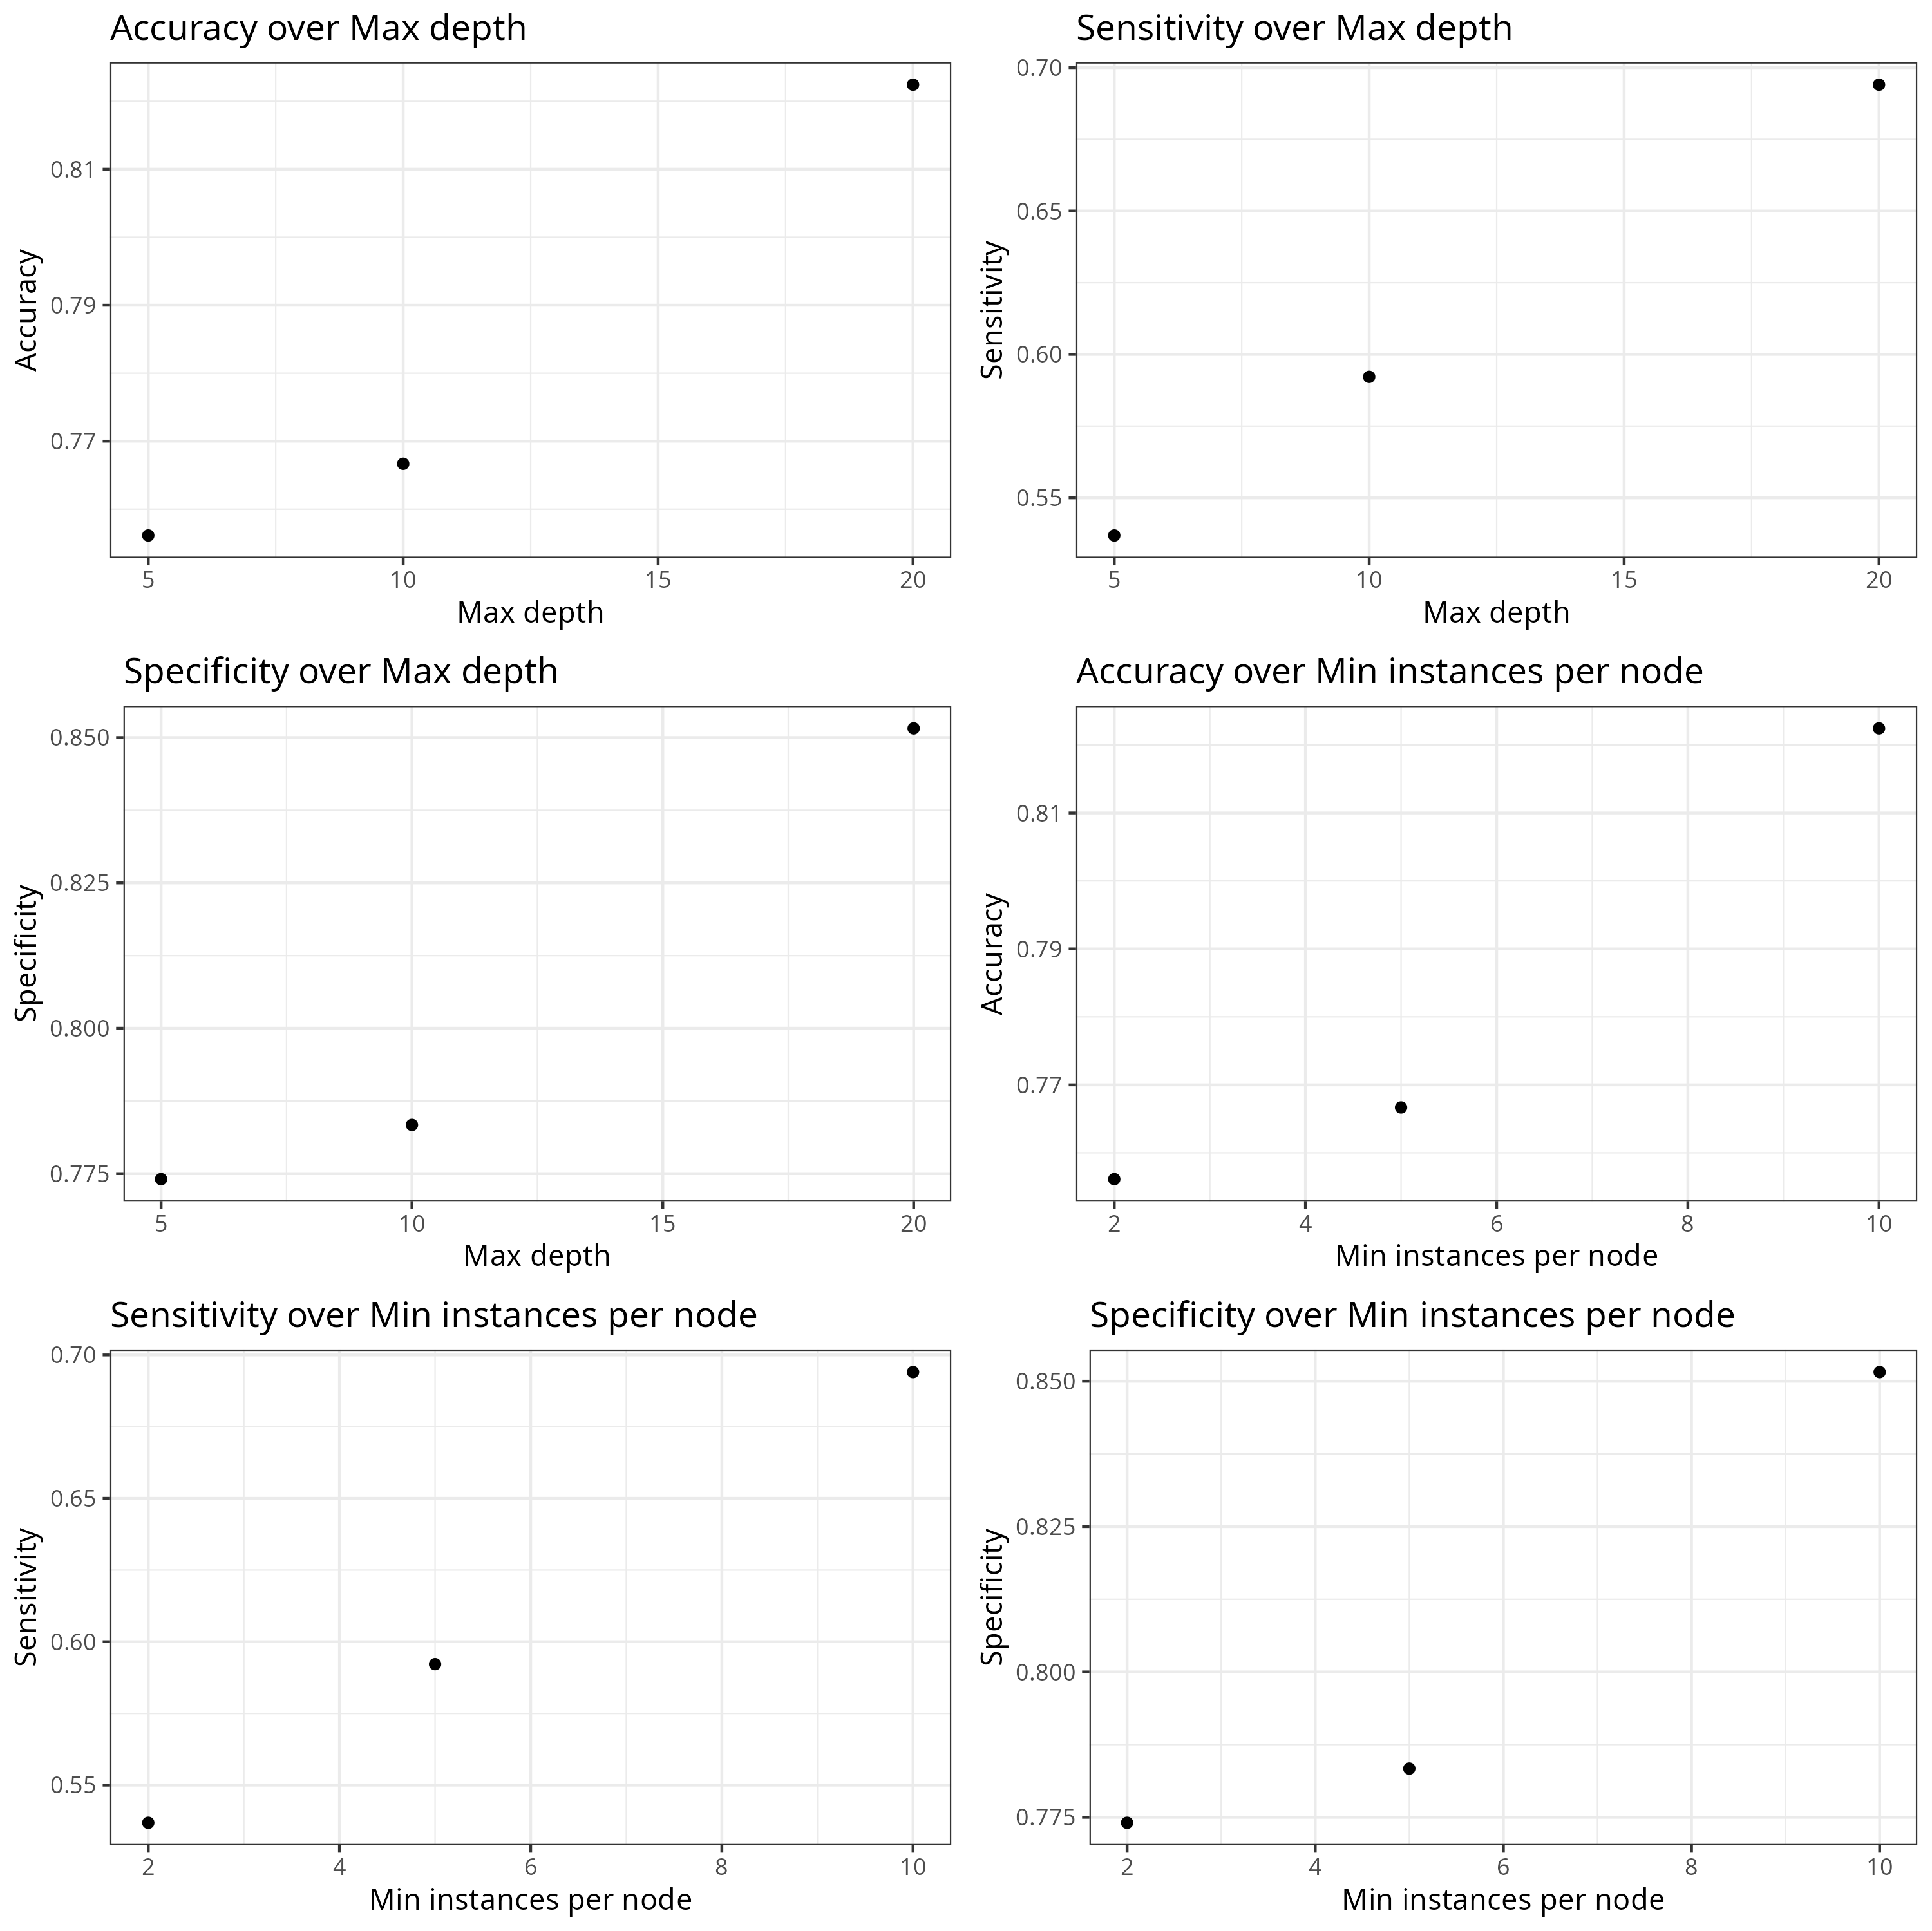 Accuracy over Max depth
Accuracy
0.81
0.79
0.77
5 10 15 20
Max depth
Sensitivity over Max depth
Sensitivity
0.70
0.65
0.60
0.55
5 10 15 20
Max depth
Specificity over Max depth
Specificity
0.850
0.825
0.800
0.775
5 10 15 20
Max depth
Accuracy over Min instances per node
Accuracy
0.81
0.79
0.77
2 4 6 8 10
Min instances per node
Sensitivity over Min instances per node
Sensitivity
0.70
0.65
0.60
0.55
2 4 6 8 10
Min instances per node
Specificity over Min instances per node
Specificity
0.850
0.825
0.800
0.775
2 4 6 8 10
Min instances per node